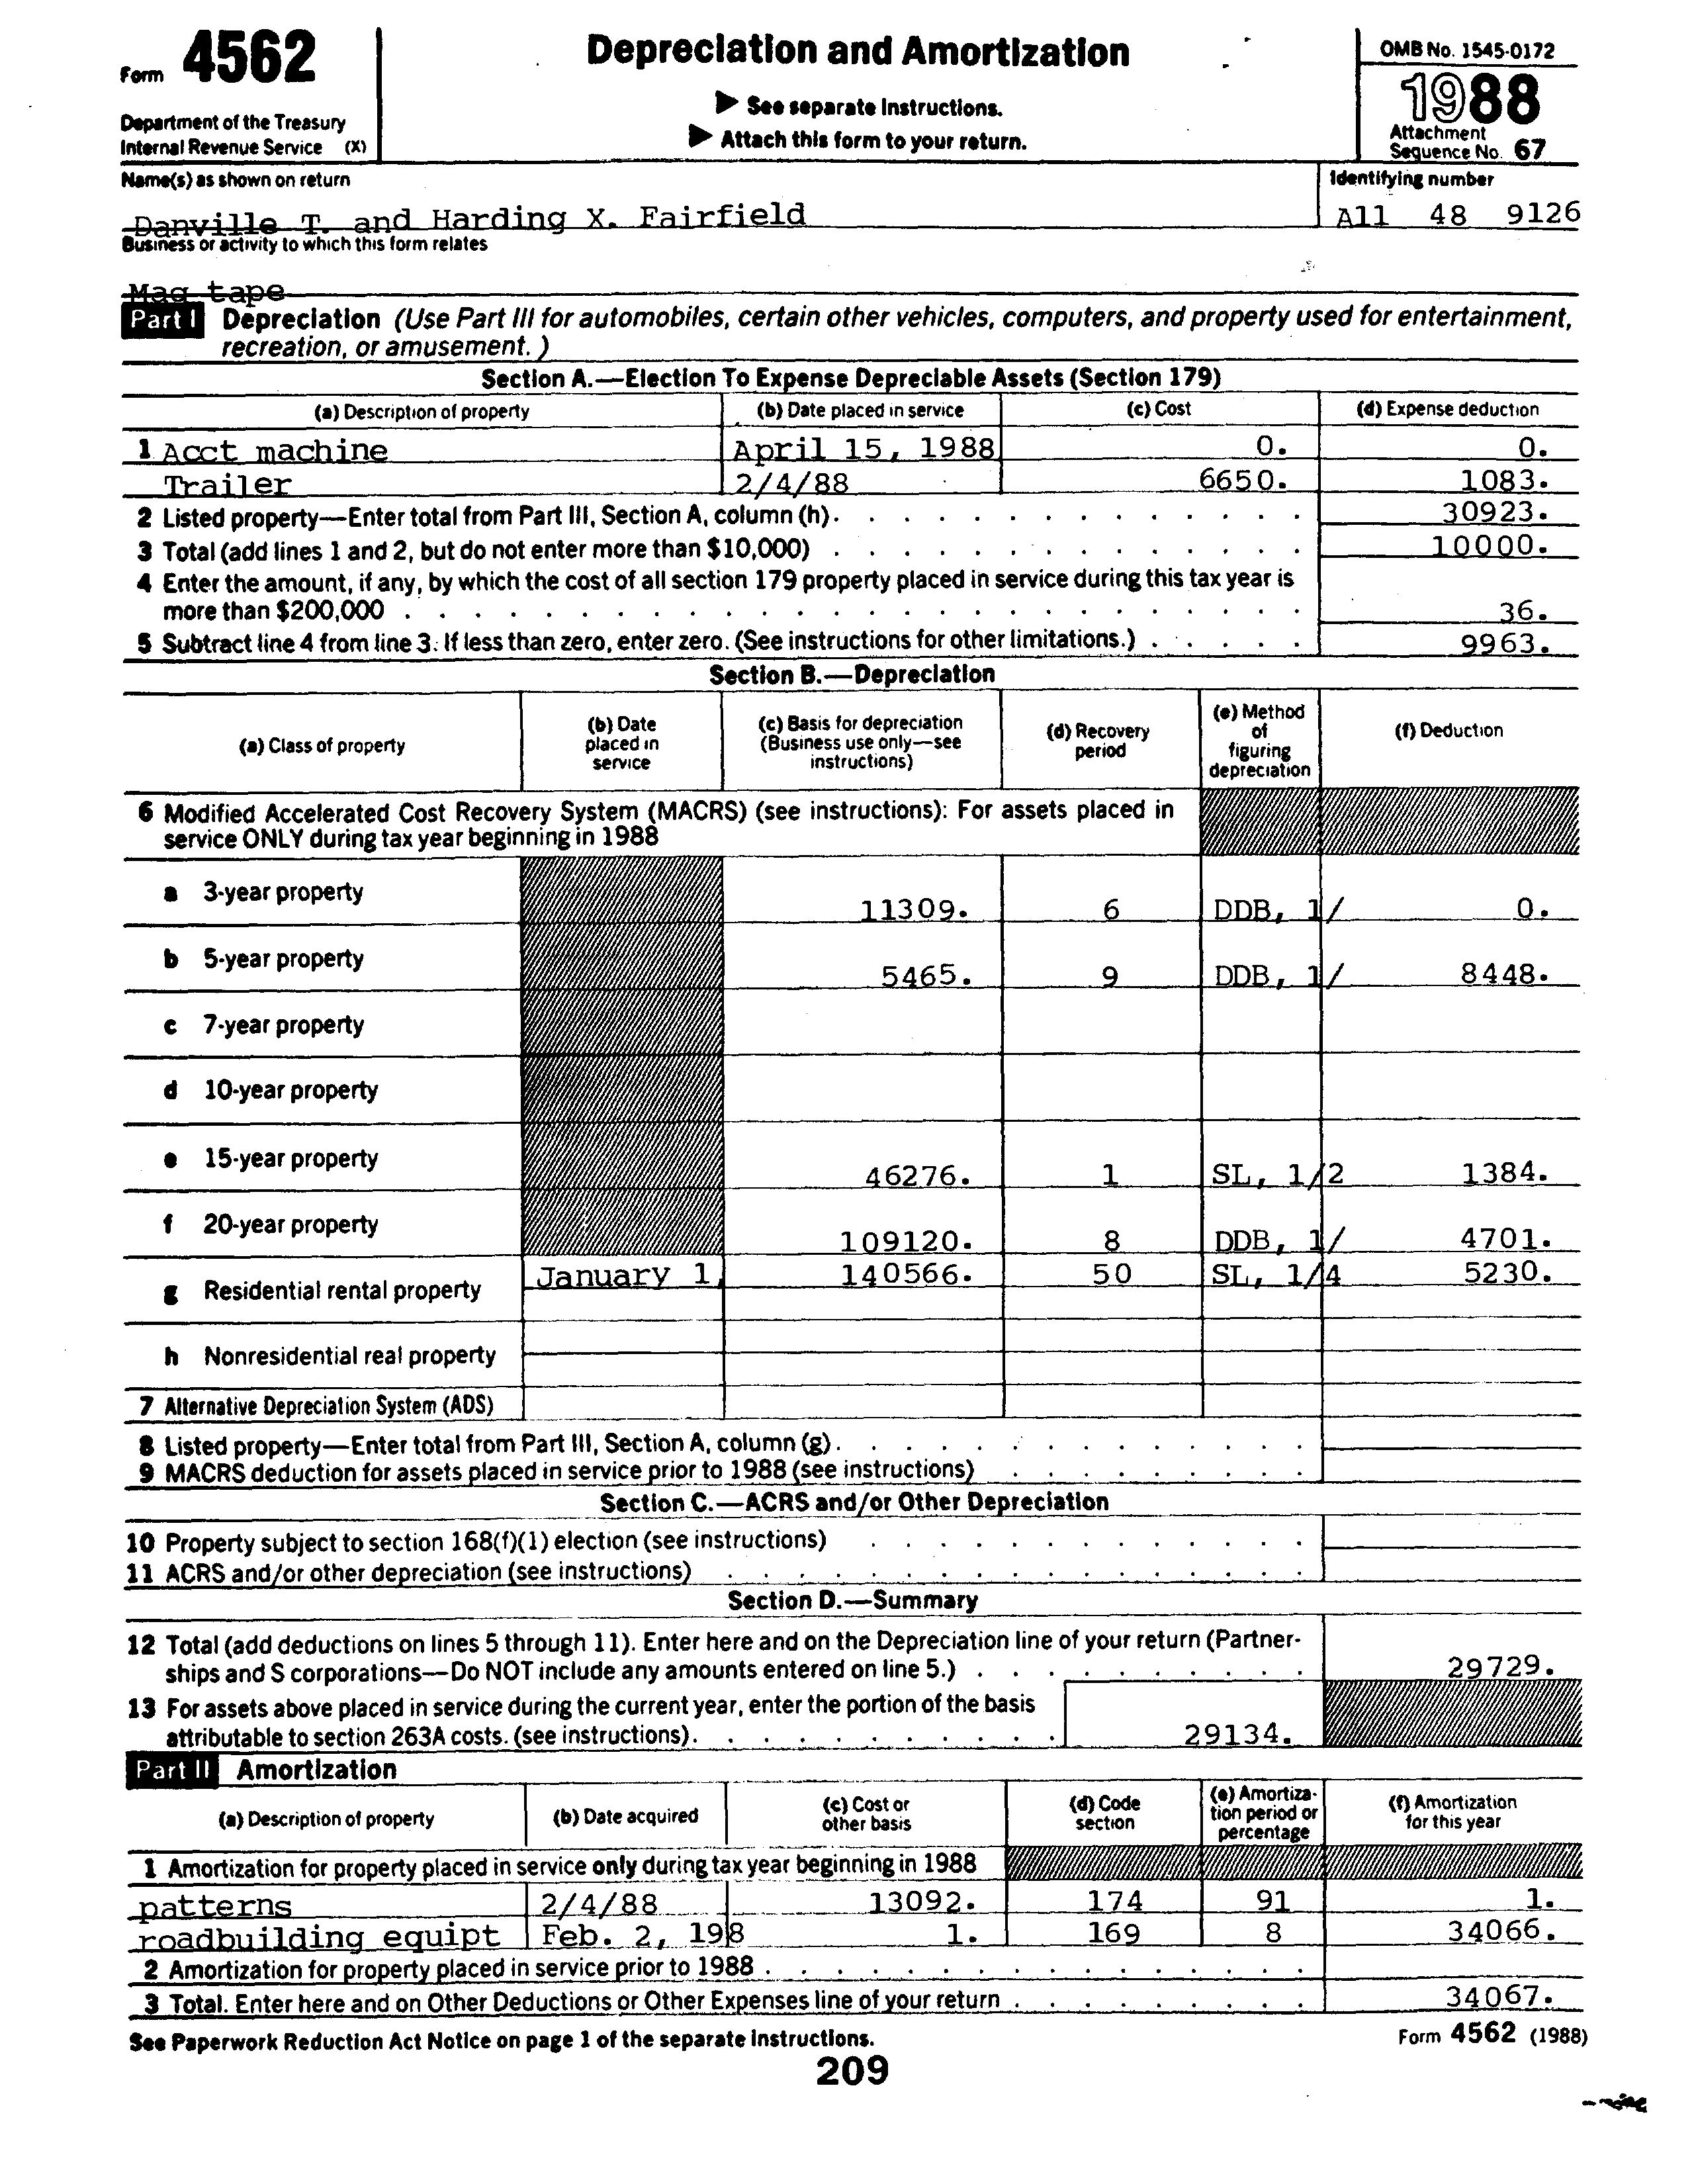 Form 4562
Depreciation and Amortization
OMB No. 1545-0172
1988
▶ See separate Instructions.
▶ Attach this form to your return.
Department of the Treasury
Internal Revenue Service (X)
Attachment
Sequence No. 67
Name(s) as shown on return
Identifying number
Danville T. and Harding X. Fairfield
A11 48 9126
Business or activity to which this form relates
Mag tape
Part I Depreciation (Use Part III for automobiles, certain other vehicles, computers, and property used for entertainment,
recreation, or amusement.)
Section A.—Election To Expense Depreciable Assets (Section 179)
(a) Description of property (b) Date placed in service (c) Cost (d) Expense deduction
1 Acct machine April 15, 1988 0. 0.
Trailer 2/4/88 6650. 1083.
2 Listed property—Enter total from Part III, Section A, column (h). 30923.
3 Total (add lines 1 and 2, but do not enter more than $10,000) 10000.
4 Enter the amount, if any, by which the cost of all section 179 property placed in service during this tax year is
more than $200,000 36.
5 Subtract line 4 from line 3. If less than zero, enter zero. (See instructions for other limitations.) 9963.
Section B.—Depreciation
(a) Class of property
(b) Date
placed in
service
(c) Basis for depreciation
(Business use only—see
instructions)
(d) Recovery
period
(e) Method
of
figuring
depreciation
(f) Deduction
6 Modified Accelerated Cost Recovery System (MACRS) (see instructions): For assets placed in
service ONLY during tax year beginning in 1988
a 3-year property 11309. 6 DDB, 1/ 0.
b 5-year property 5465. 9 DDB, 1/ 8448.
c 7-year property
d 10-year property
e 15-year property 46276. 1 SL, 1/2 1384.
f 20-year property 109120. 8 DDB, 1/ 4701.
g Residential rental property January 1, 140566. 50 SL, 1/4 5230.
h Nonresidential real property
7 Alternative Depreciation System (ADS)
8 Listed property—Enter total from Part III, Section A, column (g).
9 MACRS deduction for assets placed in service prior to 1988 (see instructions)
Section C.—ACRS and/or Other Depreciation
10 Property subject to section 168(f)(1) election (see instructions)
11 ACRS and/or other depreciation (see instructions)
Section D.—Summary
12 Total (add deductions on lines 5 through 11). Enter here and on the Depreciation line of your return (Partner-
ships and S corporations—Do NOT include any amounts entered on line 5.) 29729.
13 For assets above placed in service during the current year, enter the portion of the basis
attributable to section 263A costs. (see instructions). 29134.
Part II Amortization
(a) Description of property
(b) Date acquired
(c) Cost or
other basis
(d) Code
section
(e) Amortiza-
tion period or
percentage
(f) Amortization
for this year
1 Amortization for property placed in service only during tax year beginning in 1988
patterns 2/4/88 13092. 174 91 1.
roadbuilding equipt Feb. 2, 198 1. 169 8 34066.
2 Amortization for property placed in service prior to 1988
3 Total. Enter here and on Other Deductions or Other Expenses line of your return 34067.
See Paperwork Reduction Act Notice on page 1 of the separate instructions.
Form 4562 (1988)
209